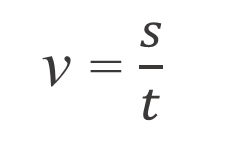 v = s/t